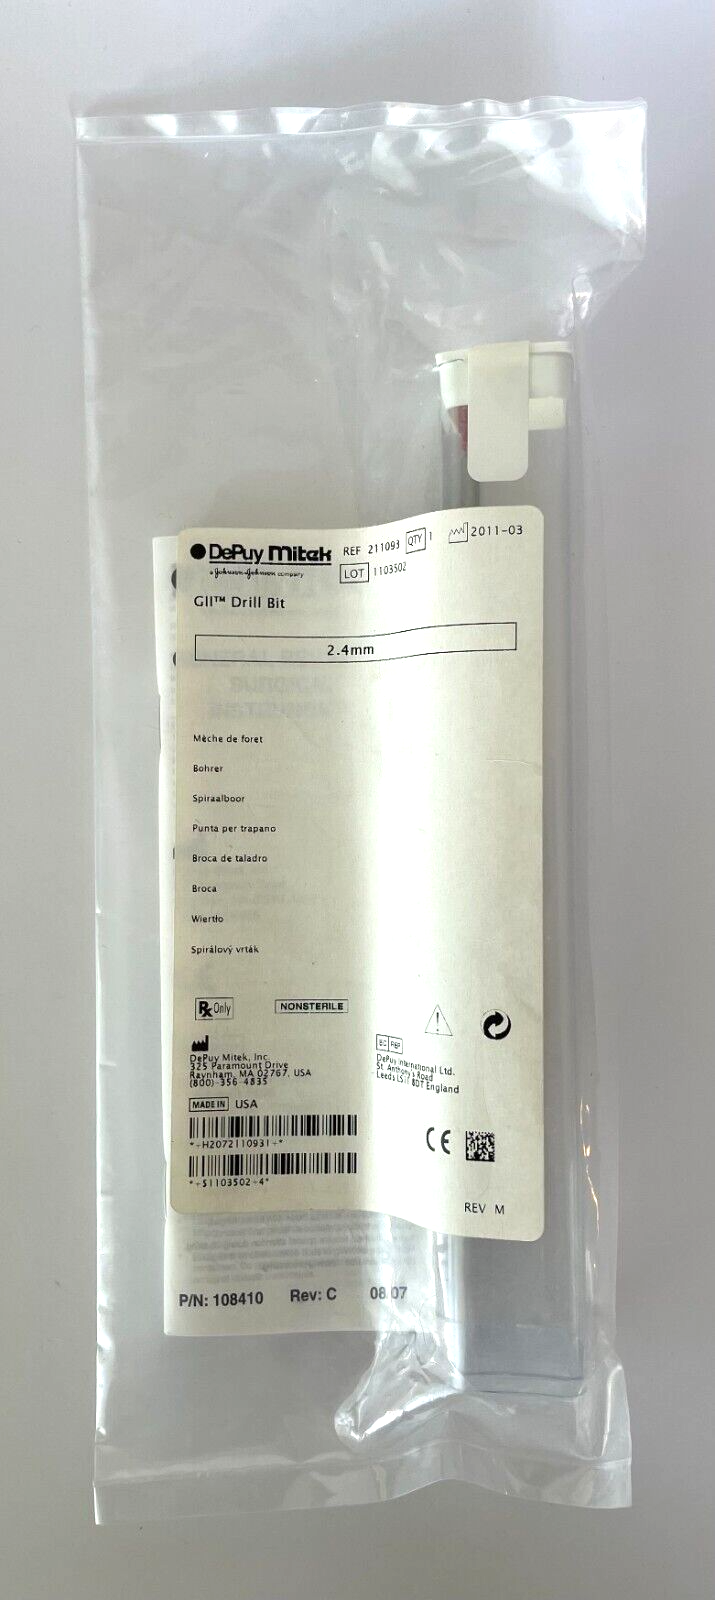 DePuy Mitek
a Johnson & Johnson company
REF 211093 QTY 1 2011-03
LOT 1103502
GII™ Drill Bit
2.4mm
Mèche de foret
Bohrer
Spiraalboor
Punta per trapano
Broca de taladro
Broca
Wiertło
Spirálový vrták
Rx Only
NONSTERILE
DePuy Mitek, Inc.
325 Paramount Drive
Raynham, MA 02767, USA
(800)-356-4835
EC REP
DePuy International Ltd.
St. Anthony's Road
Leeds LS11 8DT England
MADE IN USA
*+H2072110931+*
*+S1103502+4*
CE
REV M
P/N: 108410 Rev: C 08/07